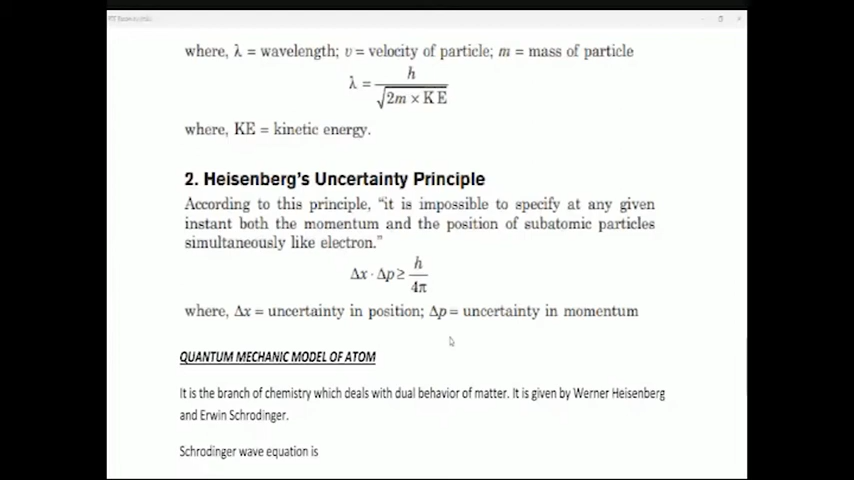 where, λ = wavelength; υ = velocity of particle; m = mass of particle
λ = h / √2m × KE
where, KE = kinetic energy.
2. Heisenberg's Uncertainty Principle
According to this principle, “it is impossible to specify at any given
instant both the momentum and the position of subatomic particles
simultaneously like electron.”
Δx · Δp ≥ h / 4π
where, Δx = uncertainty in position; Δp = uncertainty in momentum
QUANTUM MECHANIC MODEL OF ATOM
It is the branch of chemistry which deals with dual behavior of matter. It is given by Werner Heisenberg
and Erwin Schrodinger.
Schrodinger wave equation is